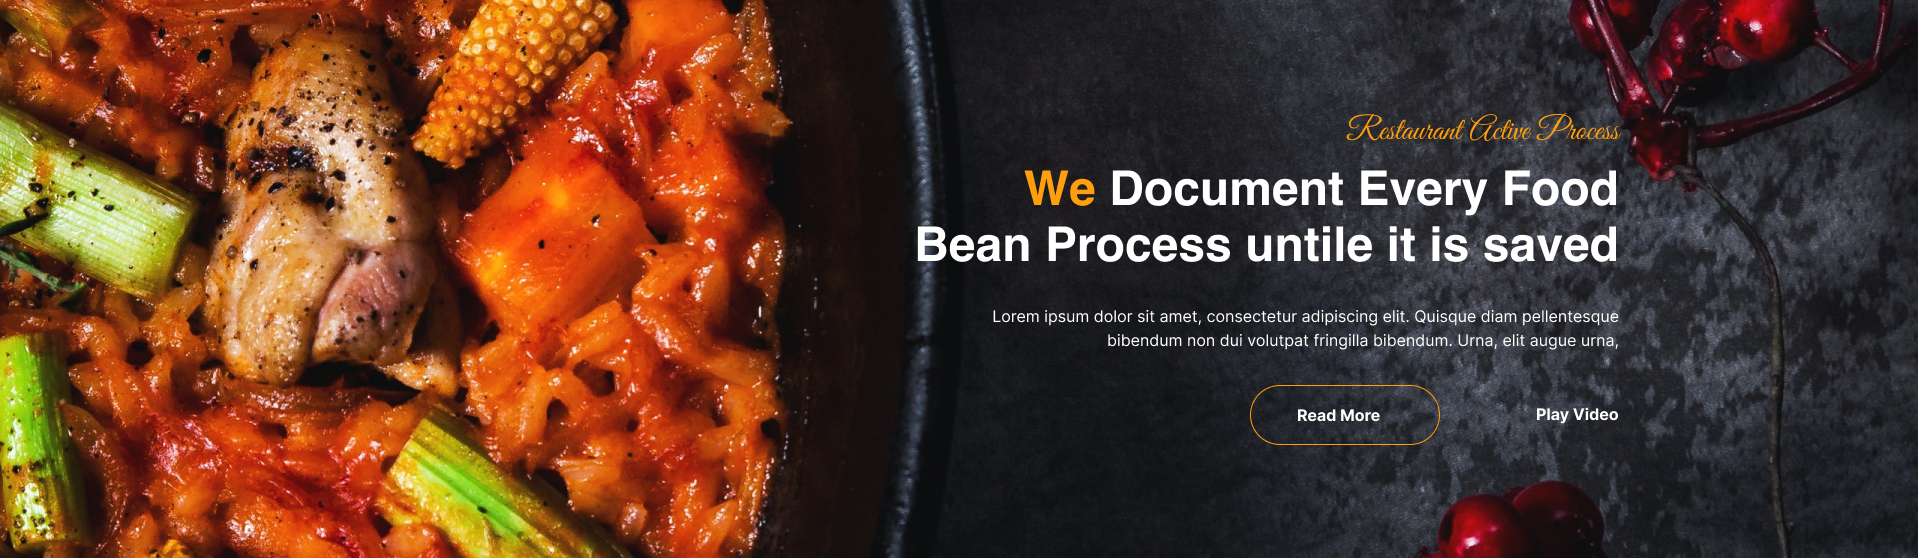 Restaurant Active Process
We Document Every Food
Bean Process untile it is saved
Lorem ipsum dolor sit amet, consectetur adipiscing elit. Quisque diam pellentesque
bibendum non dui volutpat fringilla bibendum. Urna, elit augue urna,
Read More
Play Video